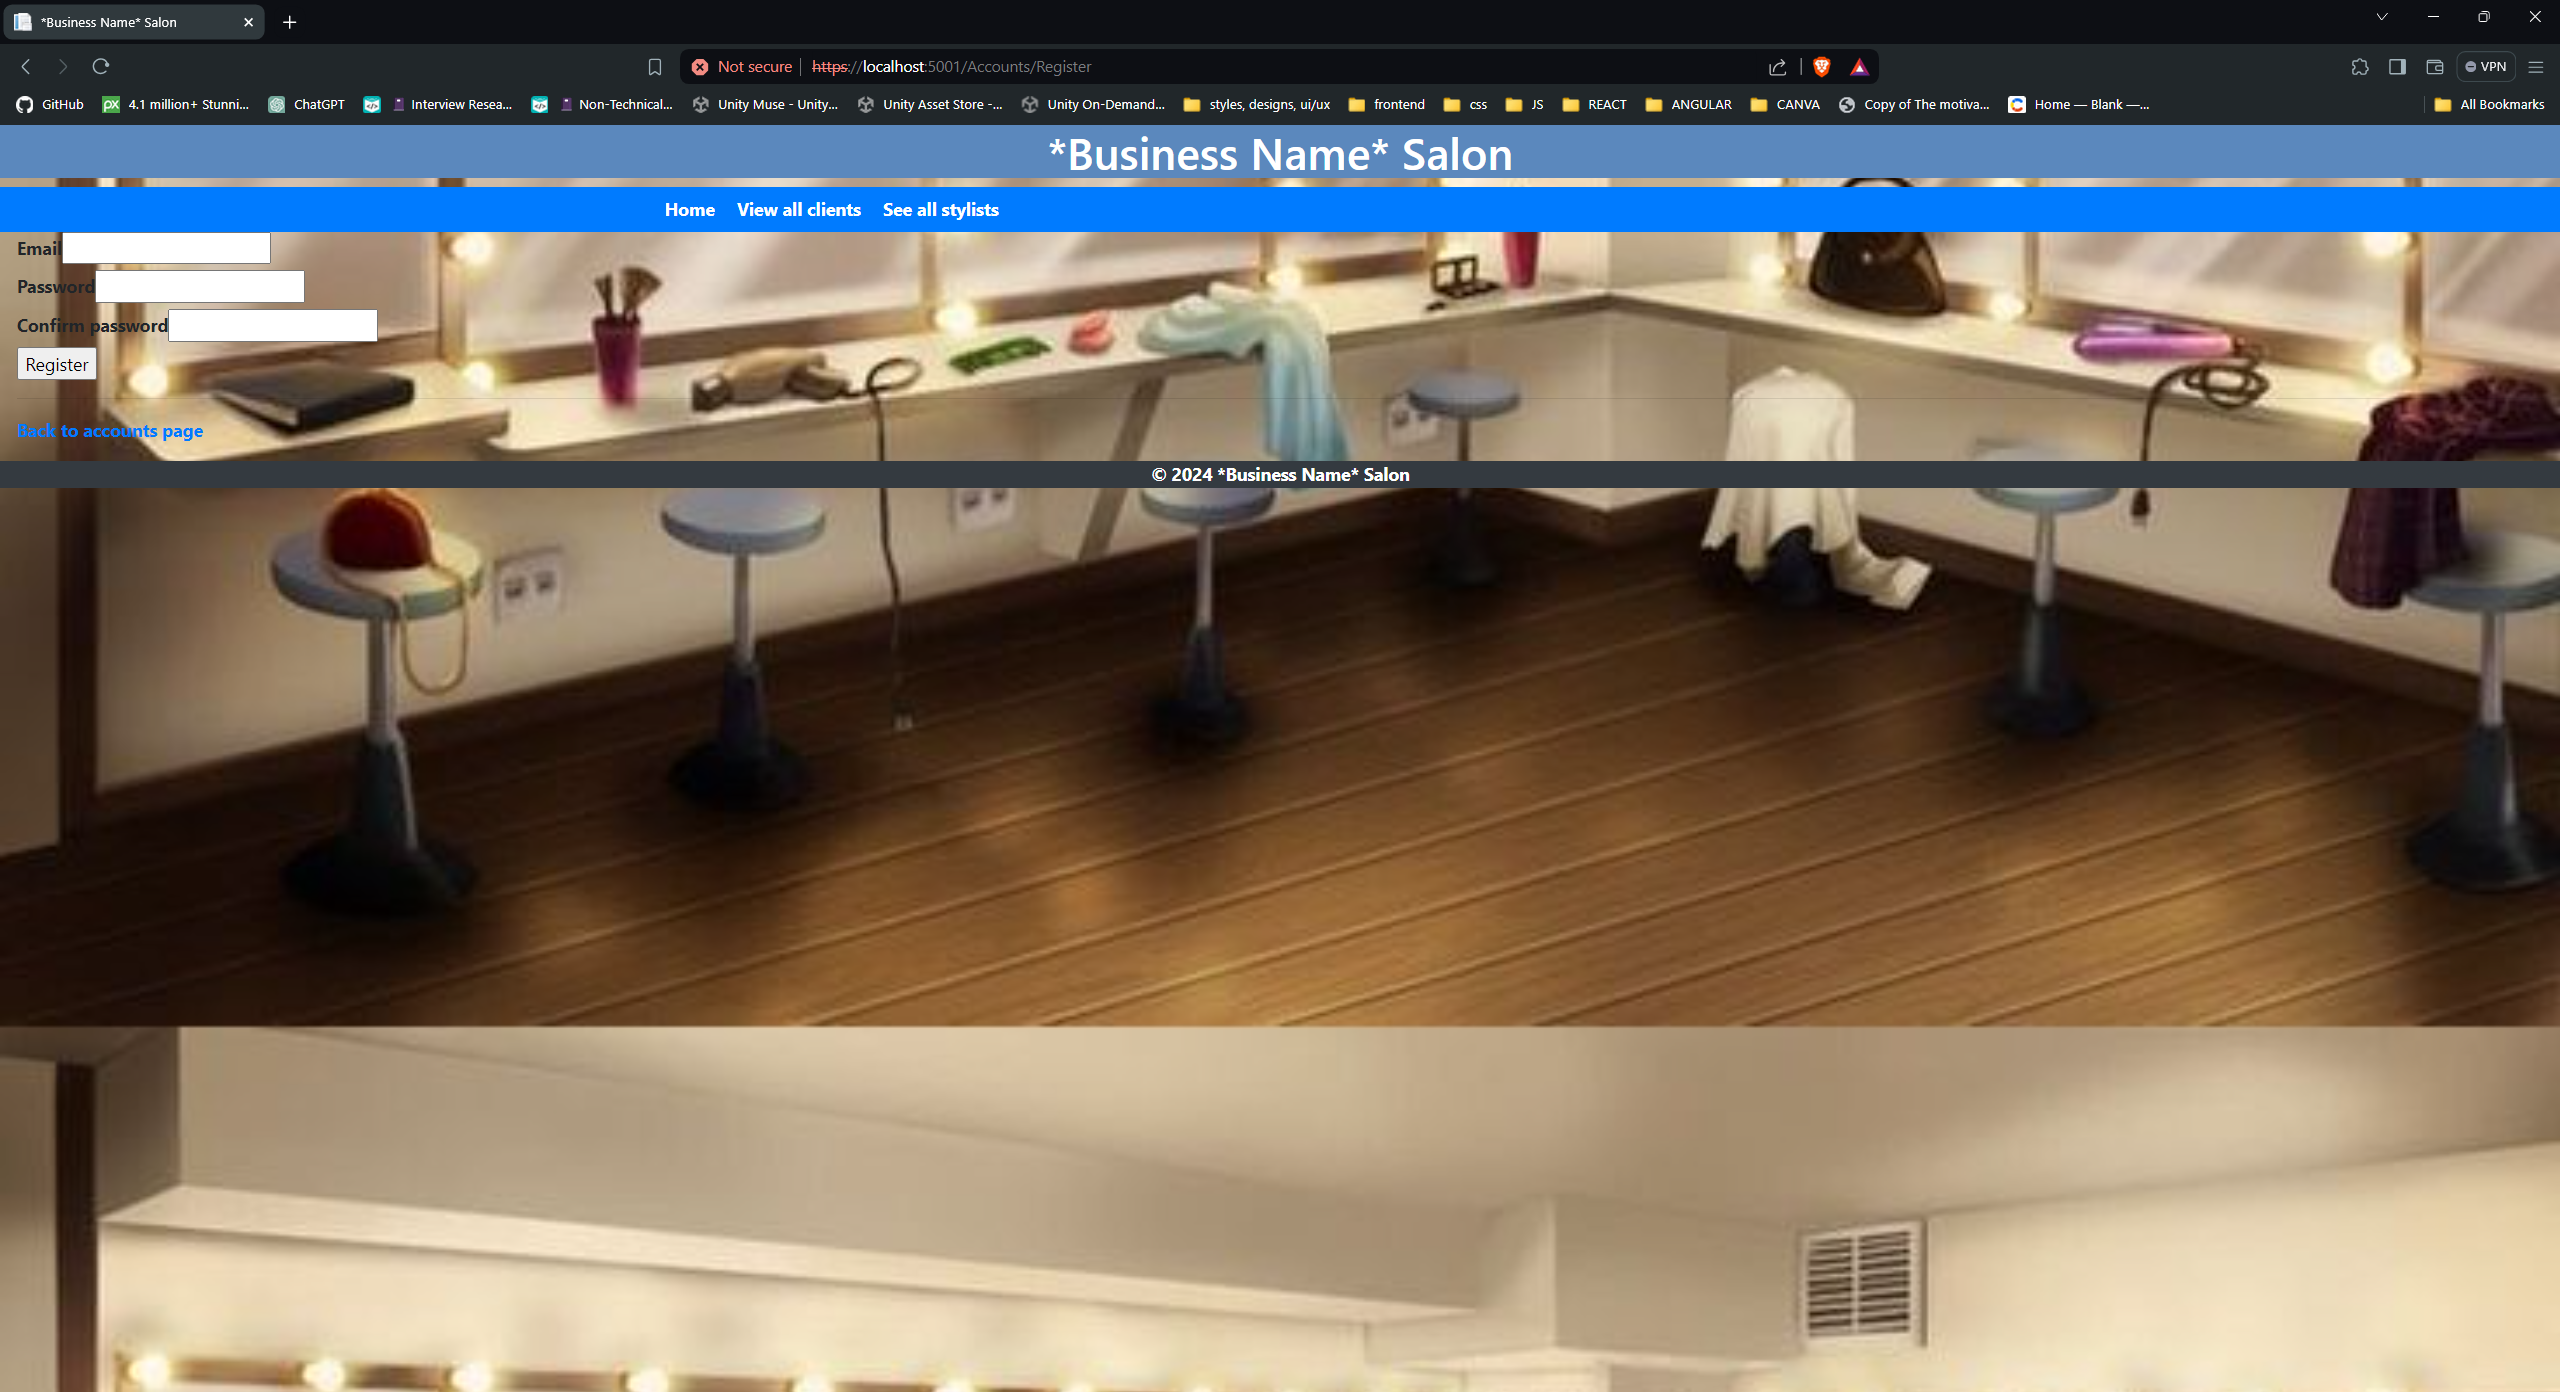 *Business Name* Salon
Not secure https://localhost:5001/Accounts/Register VPN
GitHub 4.1 million+ Stunni... ChatGPT Interview Resea... Non-Technical... Unity Muse - Unity... Unity Asset Store -... Unity On-Demand... styles, designs, ui/ux frontend css JS REACT ANGULAR CANVA Copy of The motiva... Home — Blank —... All Bookmarks
*Business Name* Salon
Home View all clients See all stylists
Email
Password
Confirm password
Register
Back to accounts page
© 2024 *Business Name* Salon